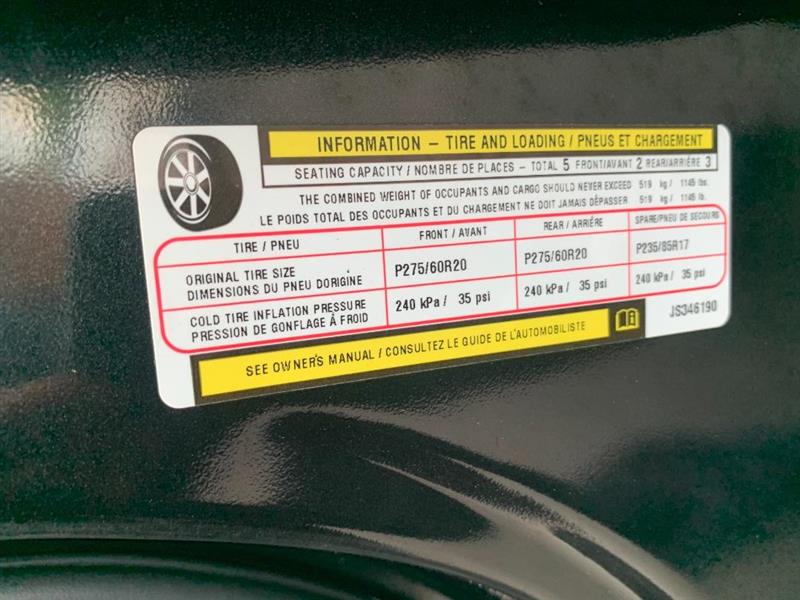 INFORMATION – TIRE AND LOADING / PNEUS ET CHARGEMENT
SEATING CAPACITY / NOMBRE DE PLACES – TOTAL 5 FRONT/AVANT 2 REAR/ARRIÉRE 3
THE COMBINED WEIGHT OF OCCUPANTS AND CARGO SHOULD NEVER EXCEED 519 kg / 1145 lbs.
LE POIDS TOTAL DES OCCUPANTS ET DU CHARGEMENT NE DOIT JAMAIS DÉPASSER 519 kg / 1145 lb.
TIRE / PNEU FRONT / AVANT REAR / ARRIÉRE SPARE/PNEU DE SECOURS
ORIGINAL TIRE SIZE
DIMENSIONS DU PNEU DORIGINE P275/60R20 P275/60R20 P235/85R17
COLD TIRE INFLATION PRESSURE
PRESSION DE GONFLAGE À FROID 240 kPa / 35 psi 240 kPa / 35 psi 240 kPa / 35 psi
SEE OWNER'S MANUAL / CONSULTEZ LE GUIDE DE L'AUTOMOBILISTE
JS346190